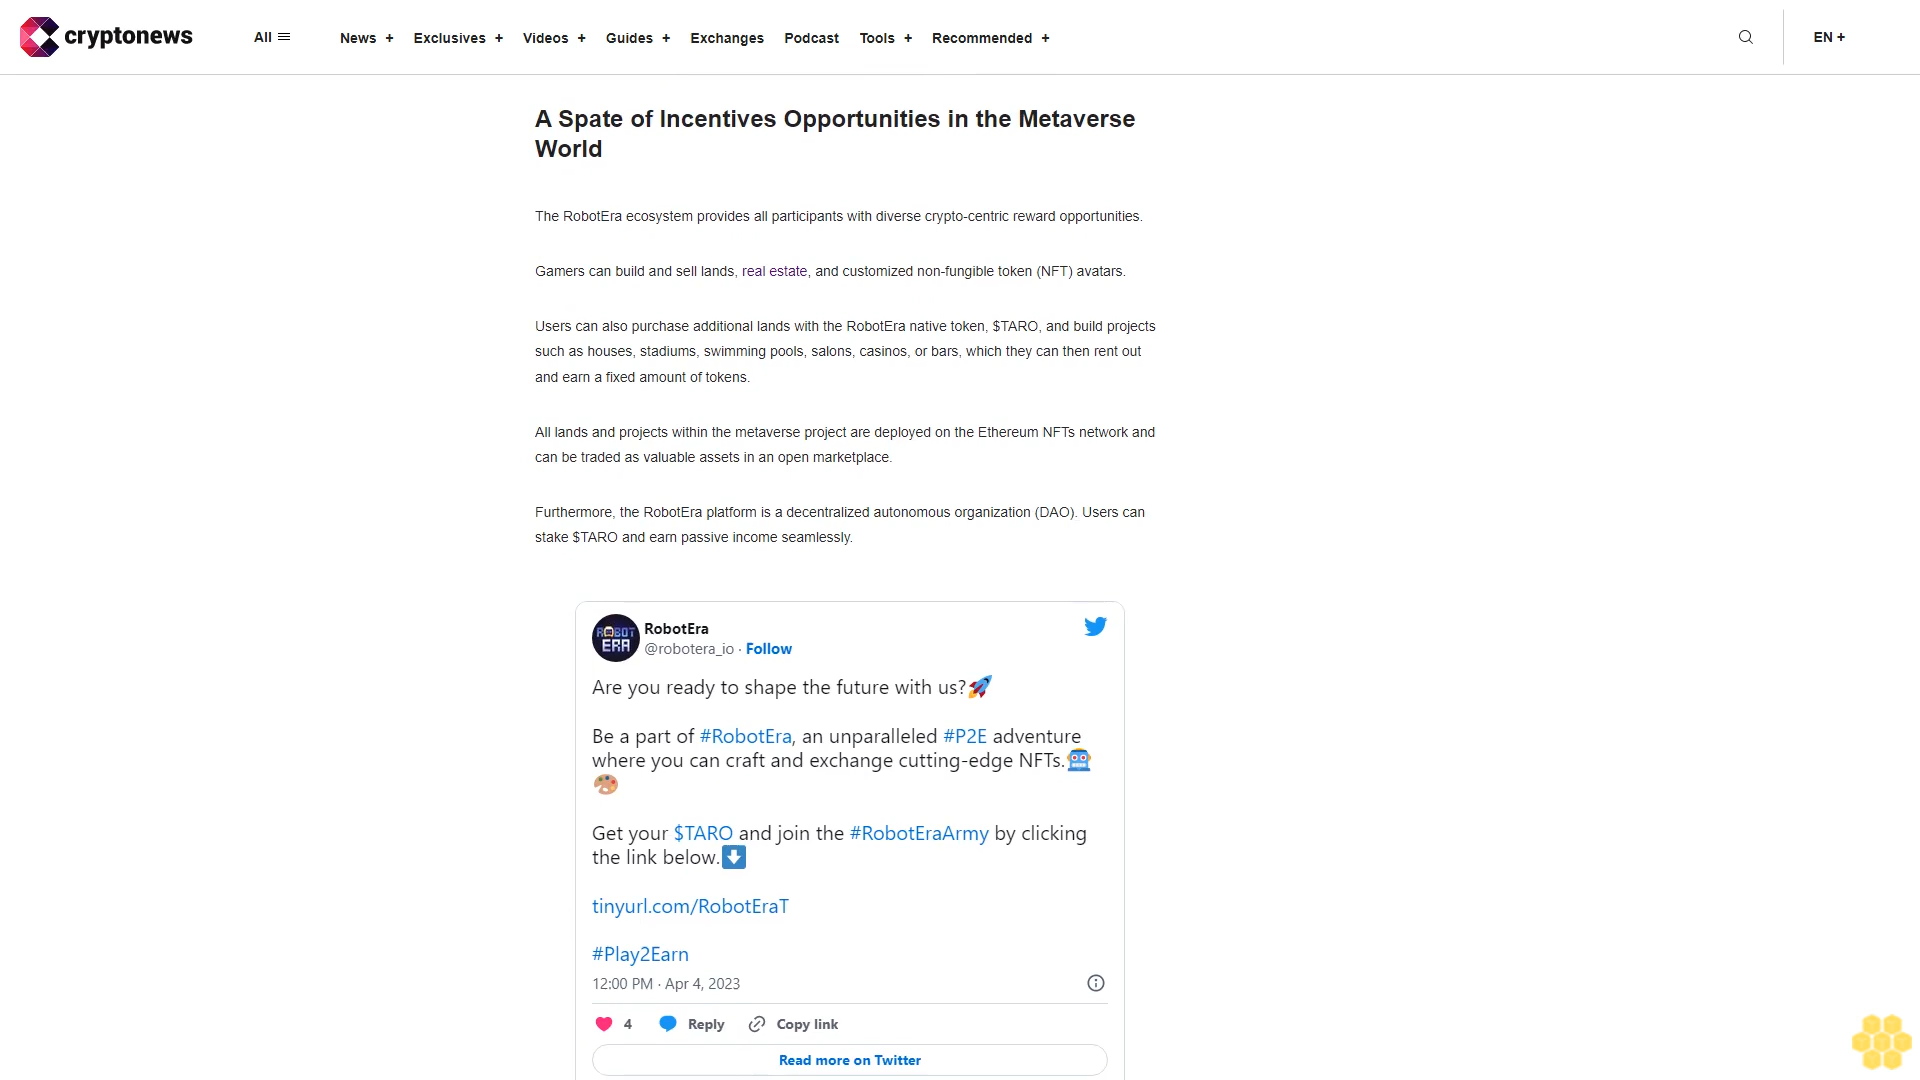 cryptonews
All
News +
Exclusives +
Videos +
Guides +
Exchanges
Podcast
Tools +
Recommended +
EN +
A Spate of Incentives Opportunities in the Metaverse
World
The RobotEra ecosystem provides all participants with diverse crypto-centric reward opportunities.
Gamers can build and sell lands, real estate, and customized non-fungible token (NFT) avatars.
Users can also purchase additional lands with the RobotEra native token, $TARO, and build projects
such as houses, stadiums, swimming pools, salons, casinos, or bars, which they can then rent out
and earn a fixed amount of tokens.
All lands and projects within the metaverse project are deployed on the Ethereum NFTs network and
can be traded as valuable assets in an open marketplace.
Furthermore, the RobotEra platform is a decentralized autonomous organization (DAO). Users can
stake $TARO and earn passive income seamlessly.
ROBOT
ERA
RobotEra
@robotera_io · Follow
Are you ready to shape the future with us?🚀
Be a part of #RobotEra, an unparalleled #P2E adventure
where you can craft and exchange cutting-edge NFTs.🤖
🎨
Get your $TARO and join the #RobotEraArmy by clicking
the link below.⬇️
tinyurl.com/RobotEraT
#Play2Earn
12:00 PM · Apr 4, 2023
4
Reply
Copy link
Read more on Twitter